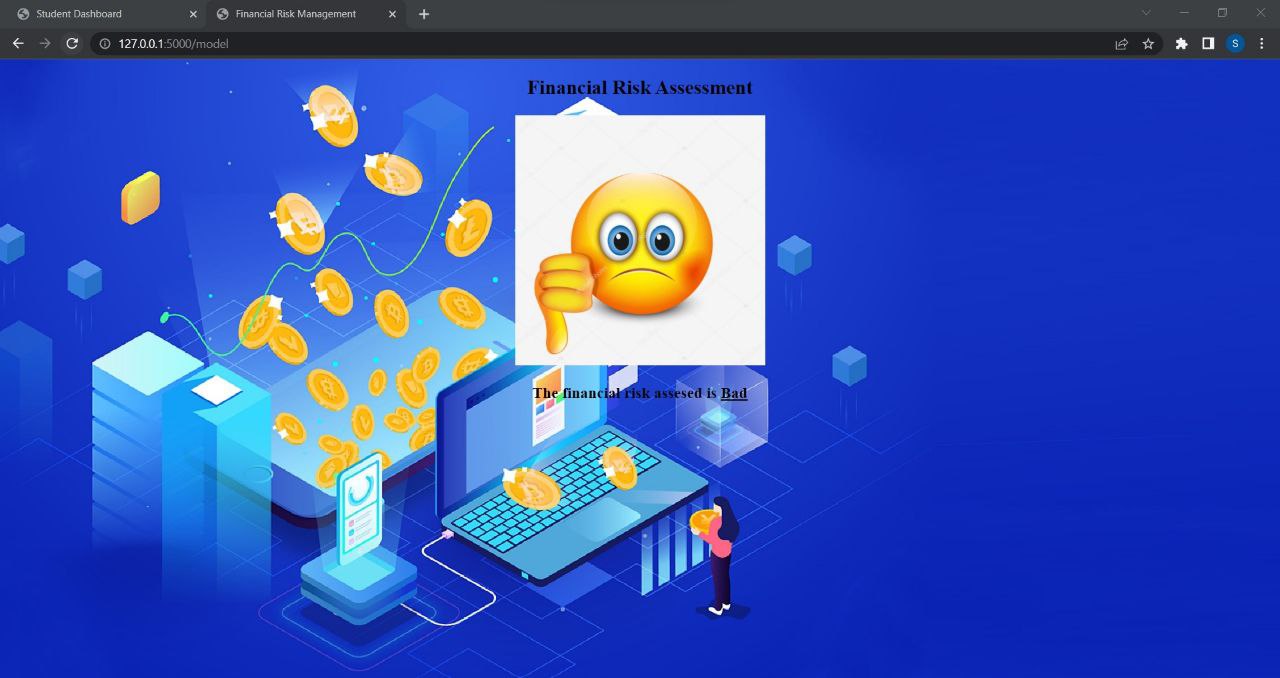 Student Dashboard
Financial Risk Management
127.0.0.1:5000/model
S
Financial Risk Assessment
The financial risk assesed is Bad